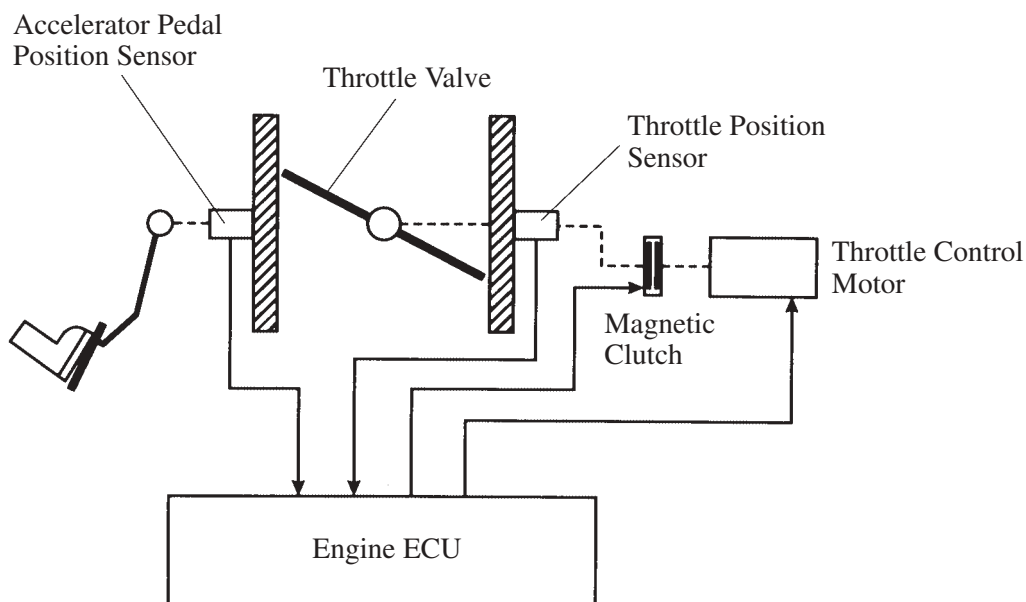 Accelerator Pedal
Position Sensor
Throttle Valve
Throttle Position
Sensor
Throttle Control
Motor
Magnetic
Clutch
Engine ECU